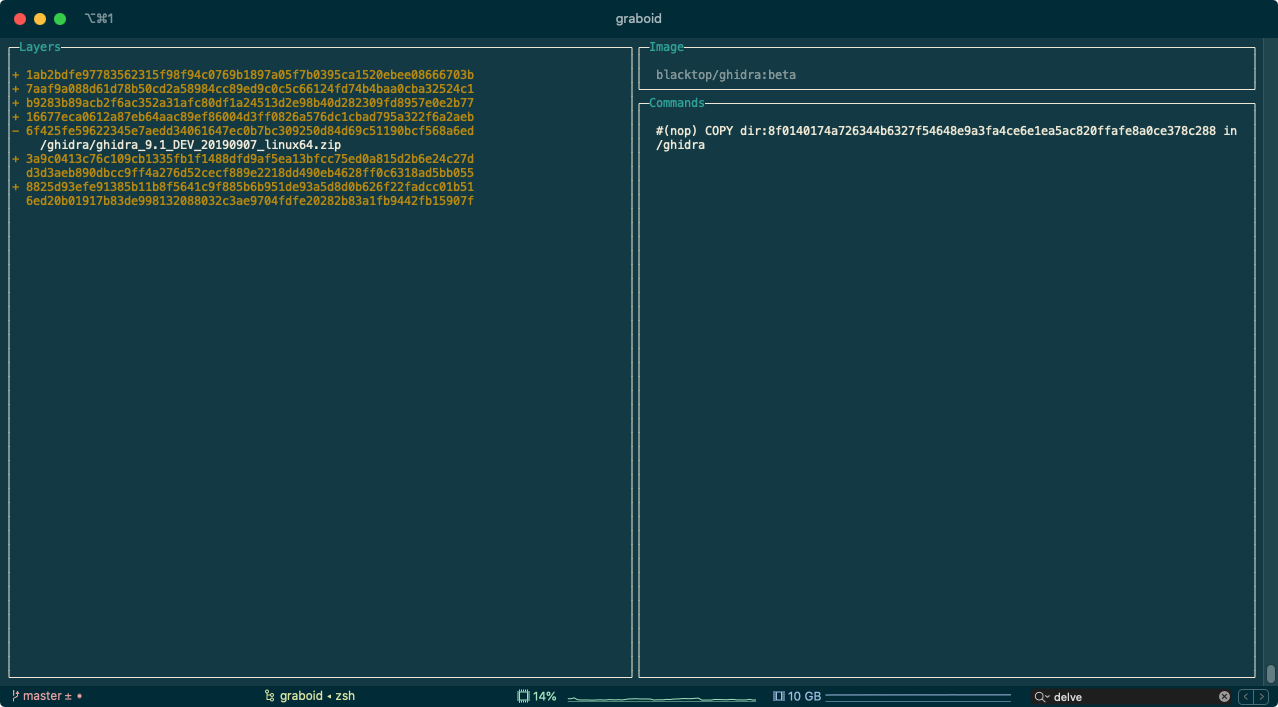 ⌥⌘1
graboid
Layers
+ 1ab2bdfe97783562315f98f94c0769b1897a05f7b0395ca1520ebee08666703b
+ 7aaf9a088d61d78b50cd2a58984cc89ed9c0c5c66124fd74b4baa0cba32524c1
+ b9283b89acb2f6ac352a31afc80df1a24513d2e98b40d282309fd8957e0e2b77
+ 16677eca0612a87eb64aac89ef86004d3ff0826a576dc1cbad795a322f6a2aeb
− 6f425fe59622345e7aedd34061647ec0b7bc309250d84d69c51190bcf568a6ed
/ghidra/ghidra_9.1_DEV_20190907_linux64.zip
+ 3a9c0413c76c109cb1335fb1f1488dfd9af5ea13bfcc75ed0a815d2b6e24c27d
d3d3aeb890dbcc9ff4a276d52cecf889e2218dd490eb4628ff0c6318ad5bb055
+ 8825d93efe91385b11b8f5641c9f885b6b951de93a5d8d0b626f22fadcc01b51
6ed20b01917b83de998132088032c3ae9704fdfe20282b83a1fb9442fb15907f
Image
blacktop/ghidra:beta
Commands
#(nop) COPY dir:8f0140174a726344b6327f54648e9a3fa4ce6e1ea5ac820ffafe8a0ce378c288 in
/ghidra
master ± •
graboid ◂ zsh
14%
10 GB
delve